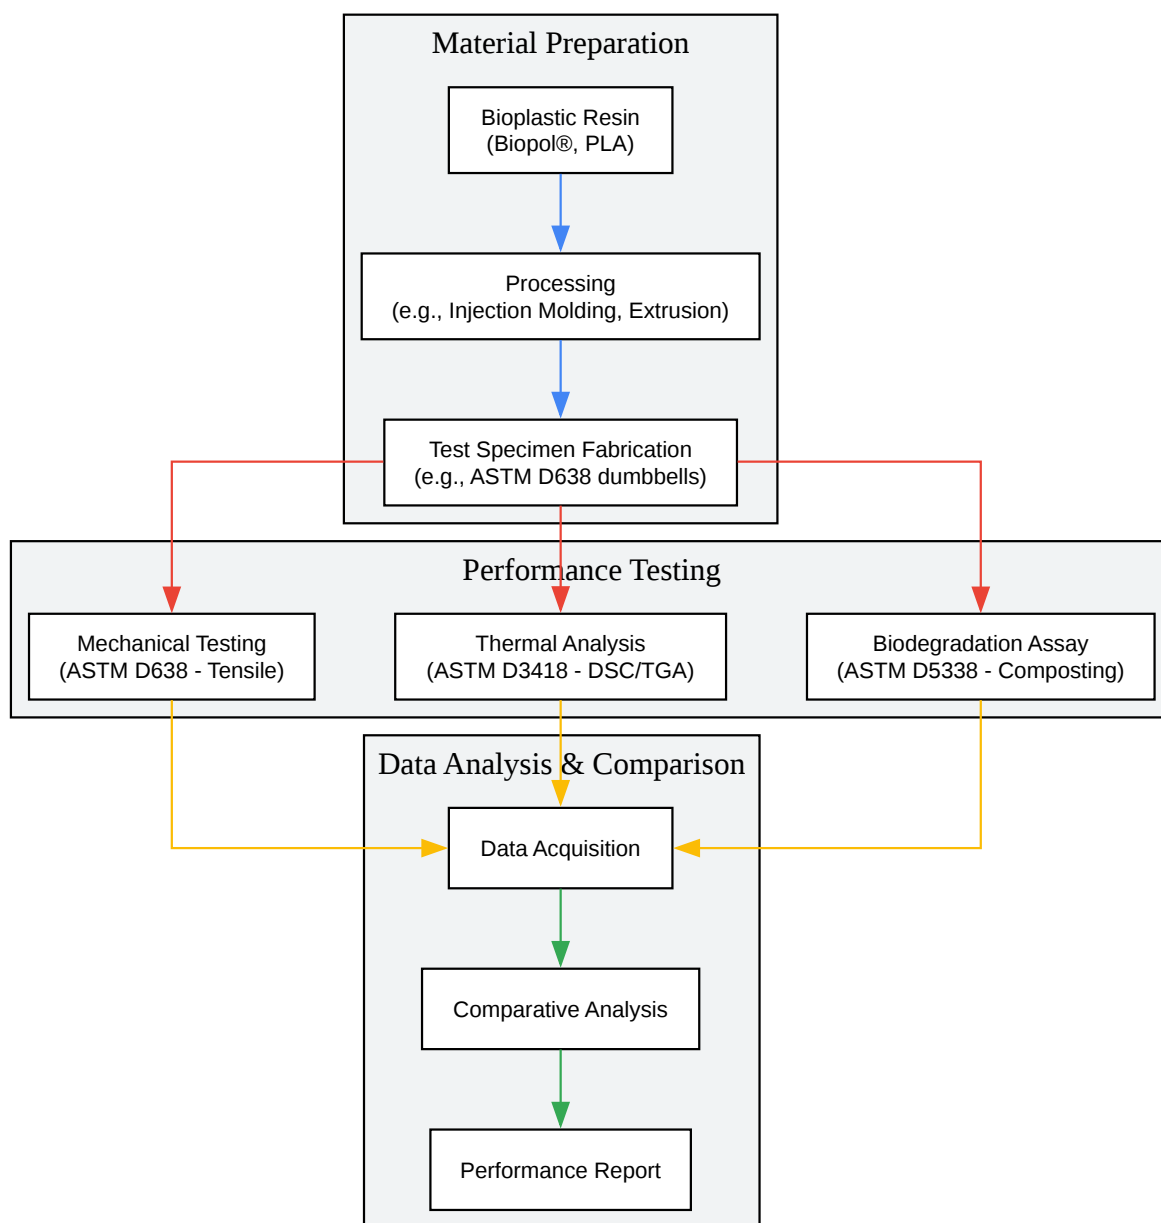 Material Preparation
Bioplastic Resin
(Biopol®, PLA)
Processing
(e.g., Injection Molding, Extrusion)
Test Specimen Fabrication
(e.g., ASTM D638 dumbbells)
Performance Testing
Mechanical Testing
(ASTM D638 - Tensile)
Thermal Analysis
(ASTM D3418 - DSC/TGA)
Biodegradation Assay
(ASTM D5338 - Composting)
Data Analysis & Comparison
Data Acquisition
Comparative Analysis
Performance Report